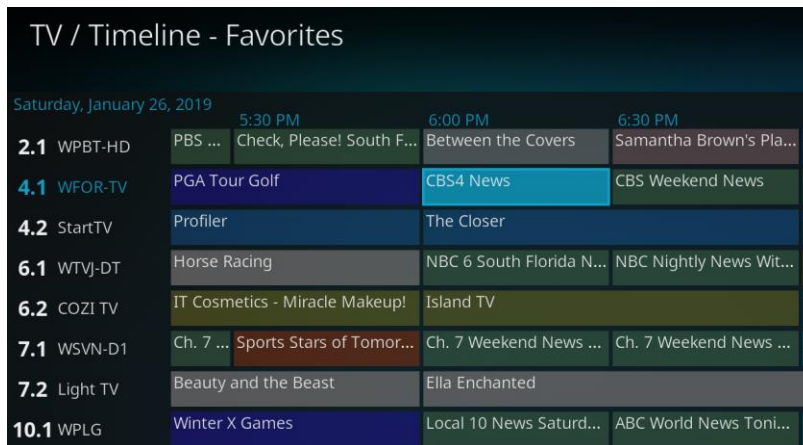 TV / Timeline - Favorites
Saturday, January 26, 2019
5:30 PM 6:00 PM 6:30 PM
2.1 WPBT-HD PBS ... Check, Please! South F... Between the Covers Samantha Brown's Pla...
4.1 WFOR-TV PGA Tour Golf CBS4 News CBS Weekend News
4.2 StartTV Profiler The Closer
6.1 WTVJ-DT Horse Racing NBC 6 South Florida N... NBC Nightly News Wit...
6.2 COZI TV IT Cosmetics - Miracle Makeup! Island TV
7.1 WSVN-D1 Ch. 7 ... Sports Stars of Tomor... Ch. 7 Weekend News ... Ch. 7 Weekend News ...
7.2 Light TV Beauty and the Beast Ella Enchanted
10.1 WPLG Winter X Games Local 10 News Saturd... ABC World News Toni...